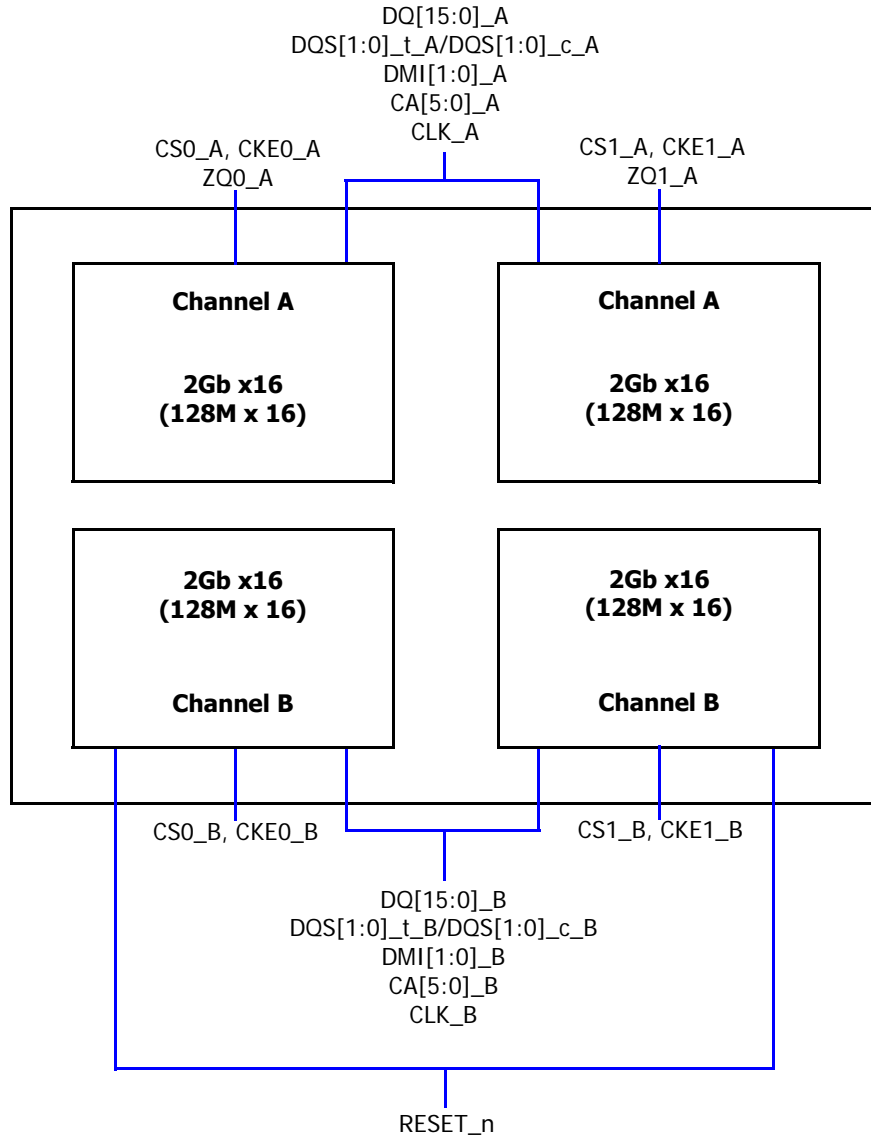 DQ[15:0]_A
DQS[1:0]_t_A/DQS[1:0]_c_A
DMI[1:0]_A
CA[5:0]_A
CLK_A
CS0_A, CKE0_A
ZQ0_A
CS1_A, CKE1_A
ZQ1_A
Channel A
2Gb x16
(128M x 16)
Channel A
2Gb x16
(128M x 16)
2Gb x16
(128M x 16)
Channel B
2Gb x16
(128M x 16)
Channel B
CS0_B, CKE0_B
CS1_B, CKE1_B
DQ[15:0]_B
DQS[1:0]_t_B/DQS[1:0]_c_B
DMI[1:0]_B
CA[5:0]_B
CLK_B
RESET_n